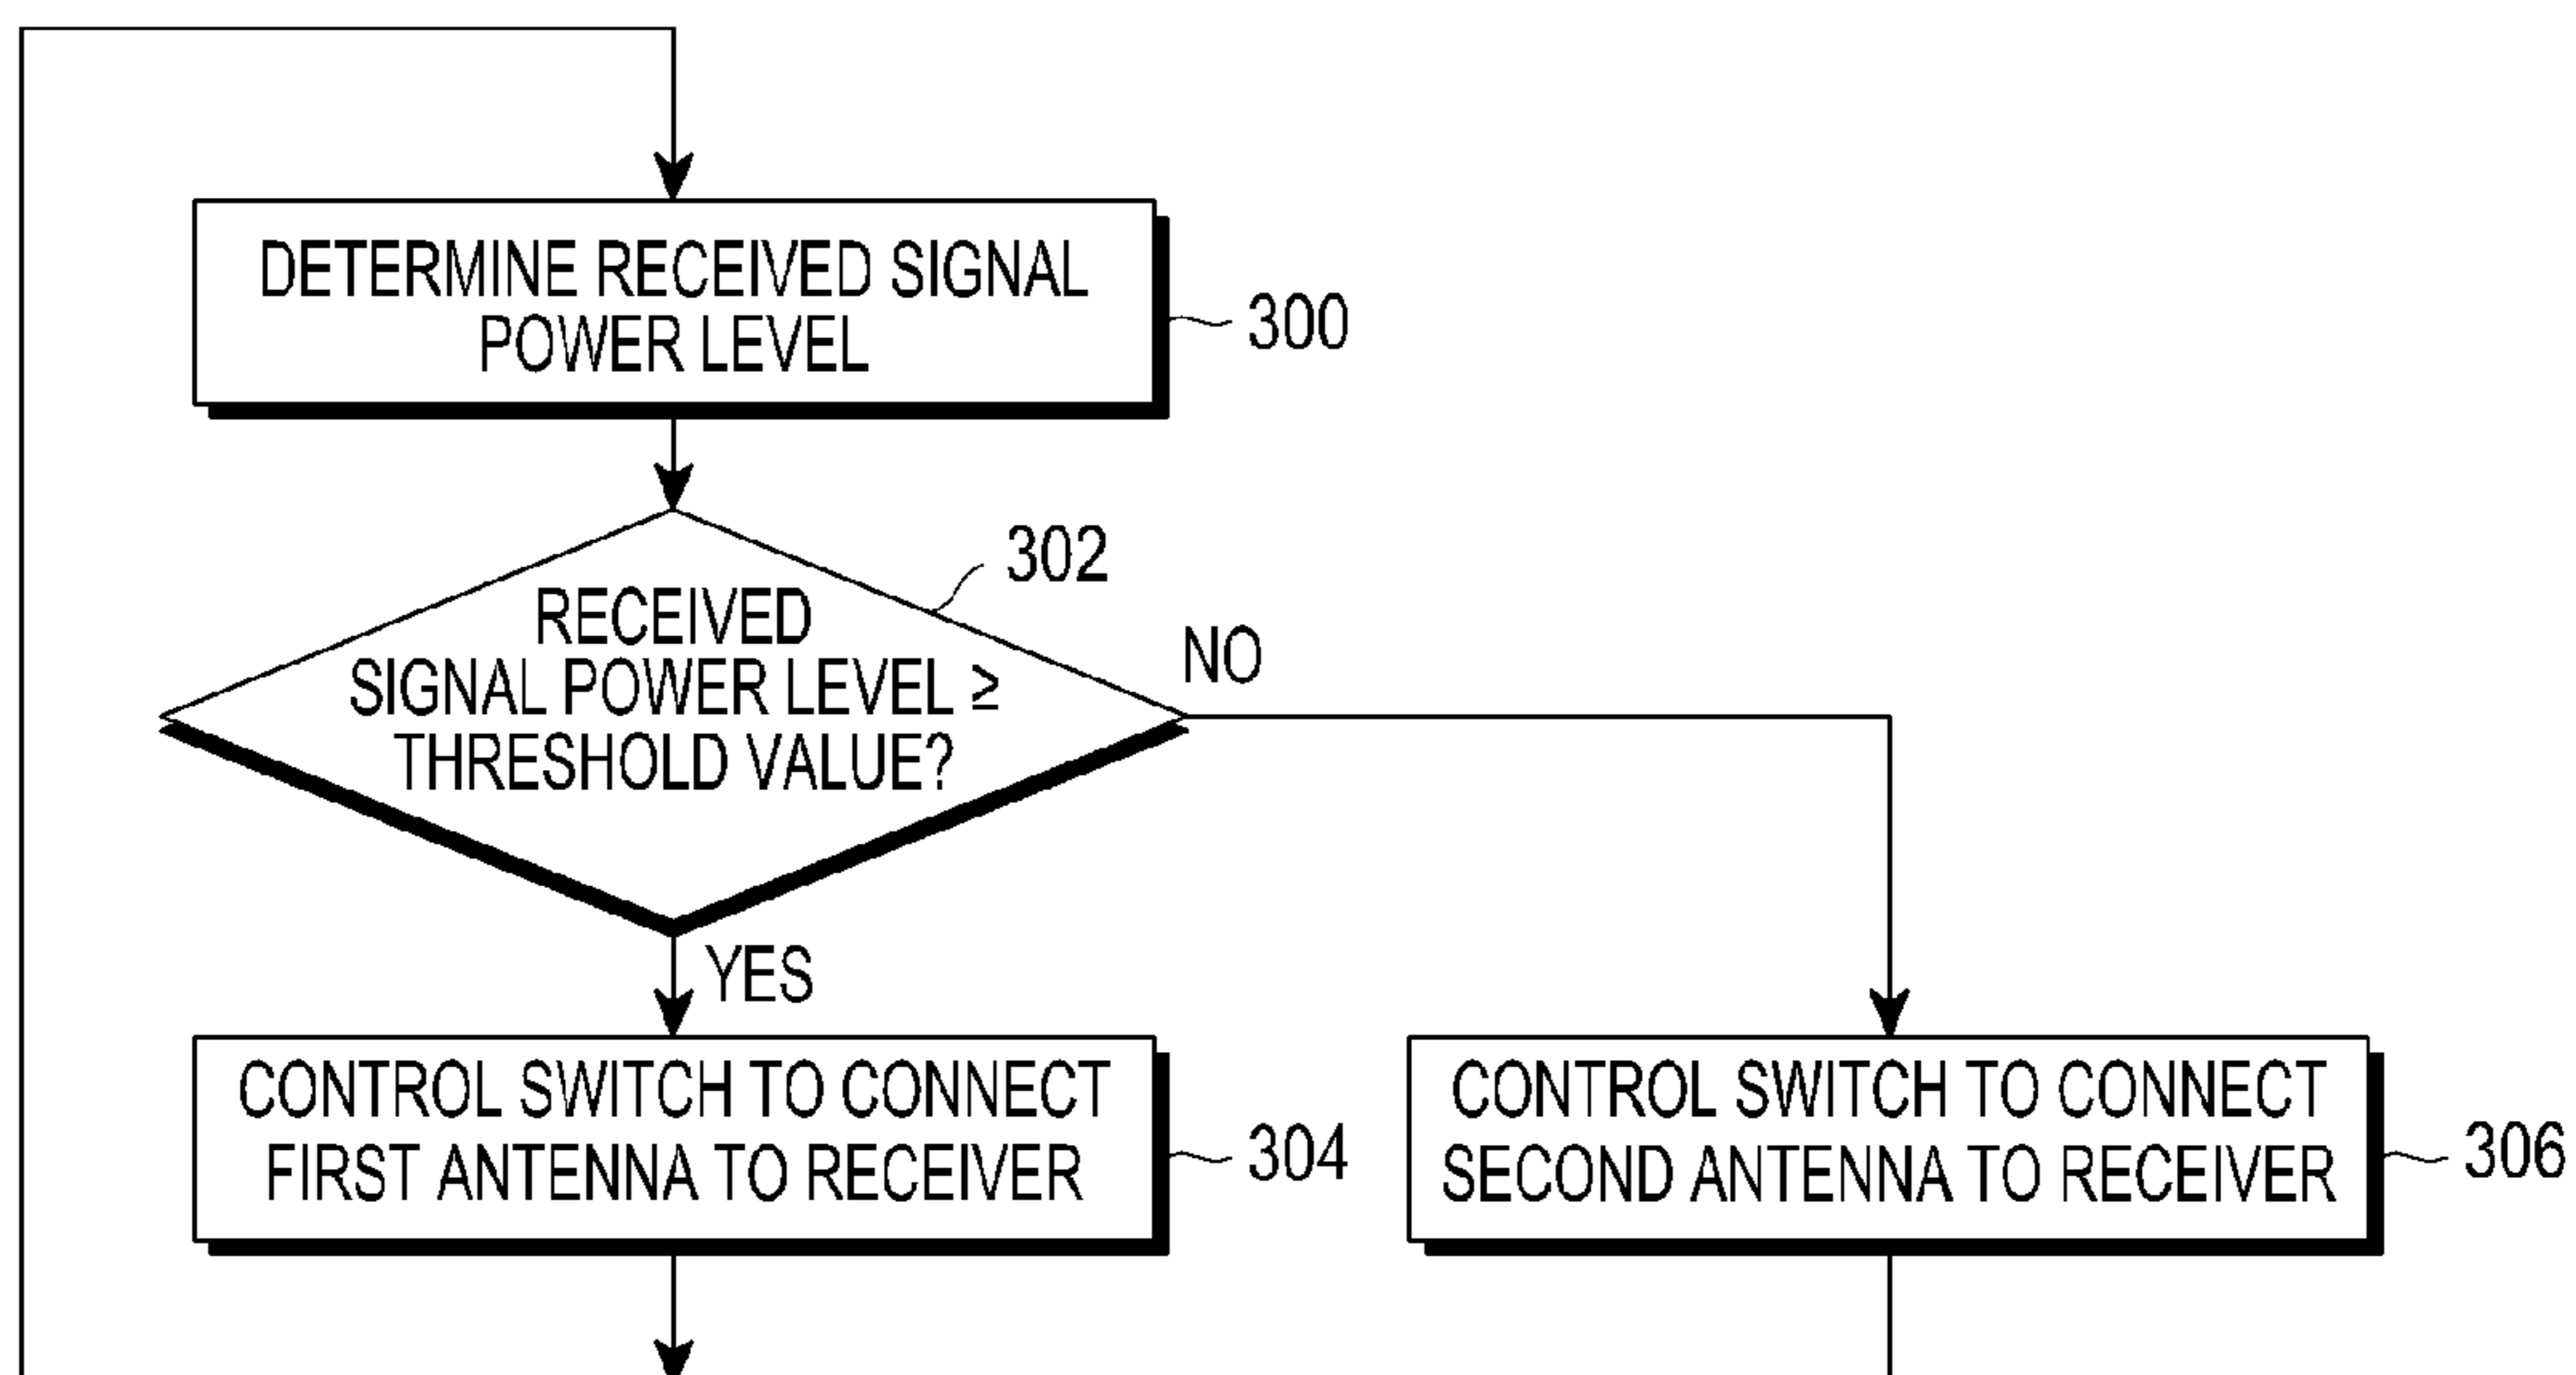 DETERMINE RECEIVED SIGNAL
POWER LEVEL
300
302
RECEIVED
SIGNAL POWER LEVEL ≥
THRESHOLD VALUE?
NO
YES
CONTROL SWITCH TO CONNECT
FIRST ANTENNA TO RECEIVER
304
CONTROL SWITCH TO CONNECT
SECOND ANTENNA TO RECEIVER
306